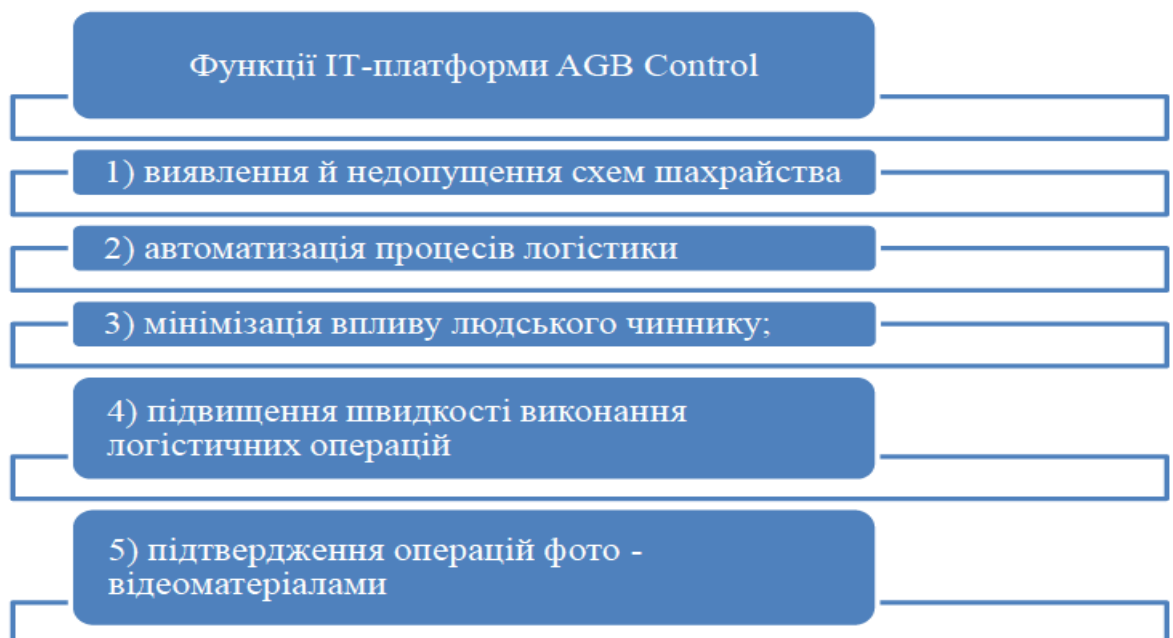 Функції ІТ-платформи AGB Control
1) виявлення й недопущення схем шахрайства
2) автоматизація процесів логістики
3) мінімізація впливу людського чиннику;
4) підвищення швидкості виконання
логістичних операцій
5) підтвердження операцій фото -
відеоматеріалами